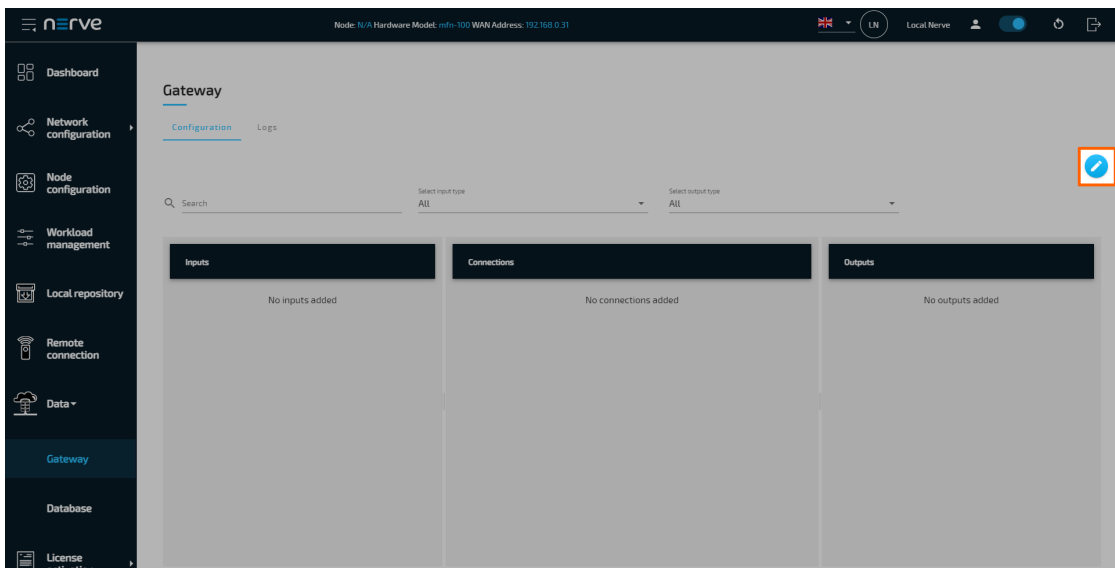 nerve
Node: N/A Hardware Model: mfn-100 WAN Address: 192.168.0.31
LN
Local Nerve
Dashboard
Network
configuration
Node
configuration
Workload
management
Local repository
Remote
connection
Data
Gateway
Database
License
Gateway
Configuration
Logs
Search
Select input type
All
Select output type
All
Inputs
No inputs added
Connections
No connections added
Outputs
No outputs added